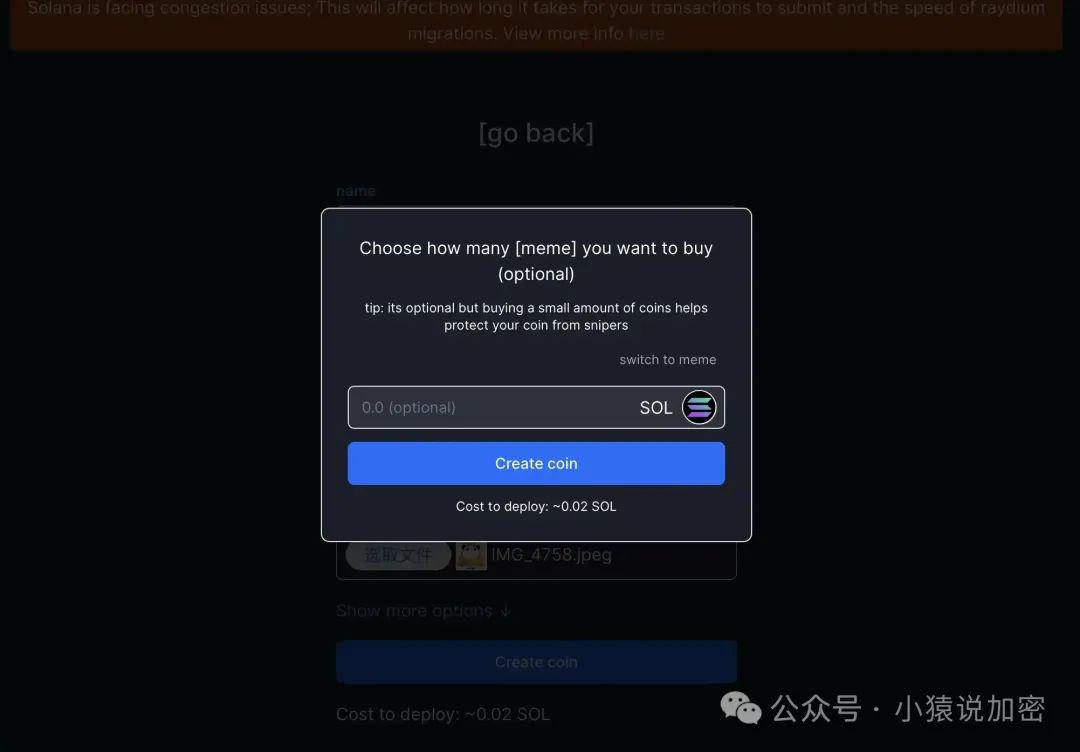 Solana is facing congestion issues; This will affect how long it takes for your transactions to submit and the speed of raydium
migrations. View more info here
[go back]
name
Choose how many [meme] you want to buy
(optional)
tip: its optional but buying a small amount of coins helps
protect your coin from snipers
switch to meme
0.0 (optional) SOL
Create coin
Cost to deploy: ~0.02 SOL
选取文件 IMG_4758.jpeg
Show more options ↓
Create coin
Cost to deploy: ~0.02 SOL
公众号 · 小猿说加密